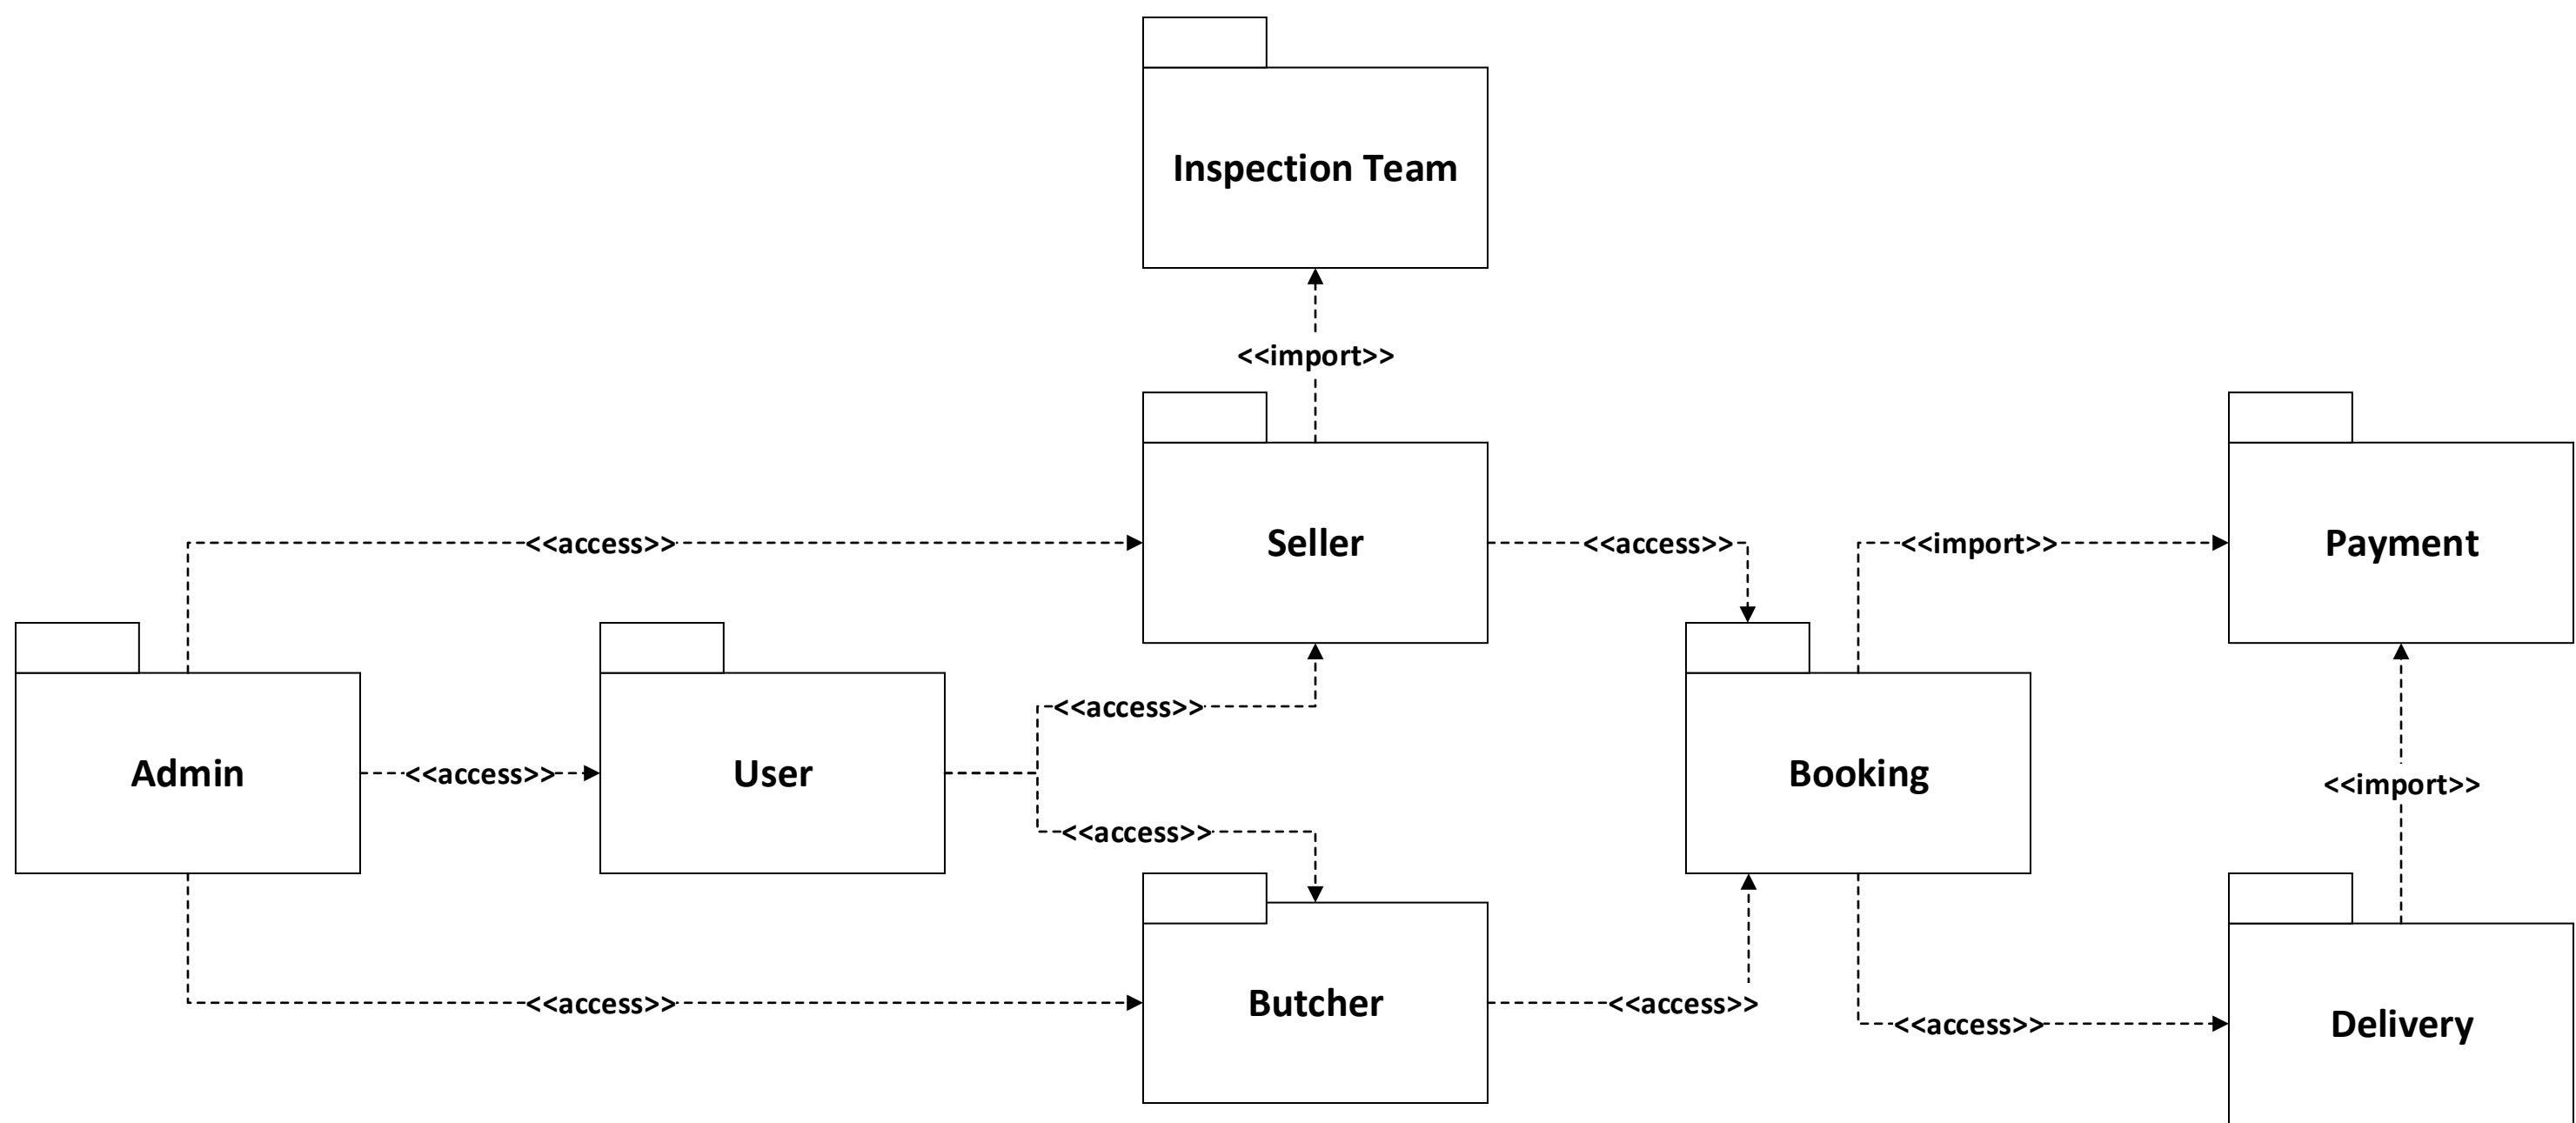 Inspection Team
<<import>>
<<access>>
Seller
<<access>>
<<import>>
Payment
<<access>>
Admin
<<access>>
User
Booking
<<import>>
<<access>>
<<access>>
Butcher
<<access>>
<<access>>
Delivery